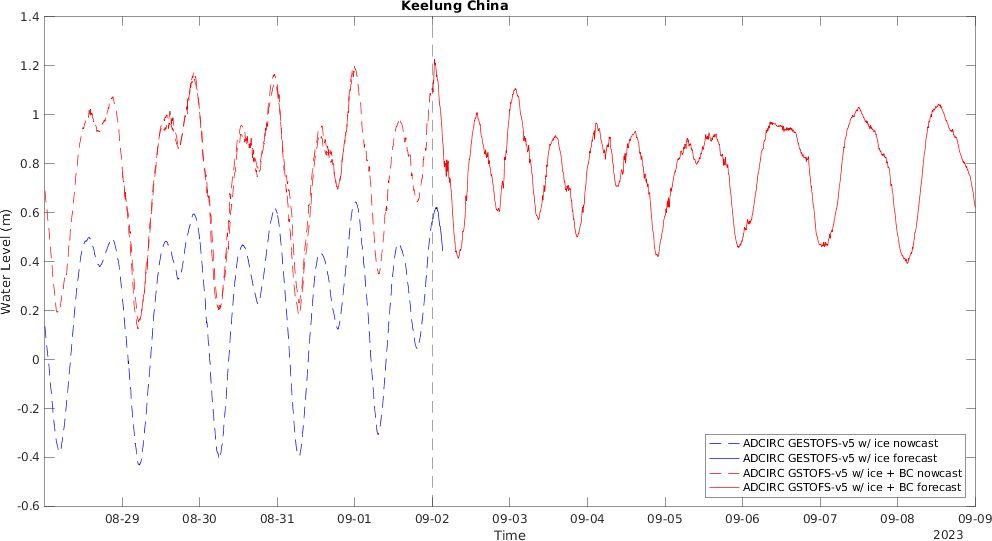 Keelung China
1.4
1.2
1
0.8
0.6
0.4
0.2
0
-0.2
-0.4
-0.6
Water Level (m)
ADCIRC GESTOFS-v5 w/ ice nowcast
ADCIRC GESTOFS-v5 w/ ice forecast
ADCIRC GSTOFS-v5 w/ ice + BC nowcast
ADCIRC GSTOFS-v5 w/ ice + BC forecast
08-29 08-30 08-31 09-01 09-02 09-03 09-04 09-05 09-06 09-07 09-08 09-09
Time
2023